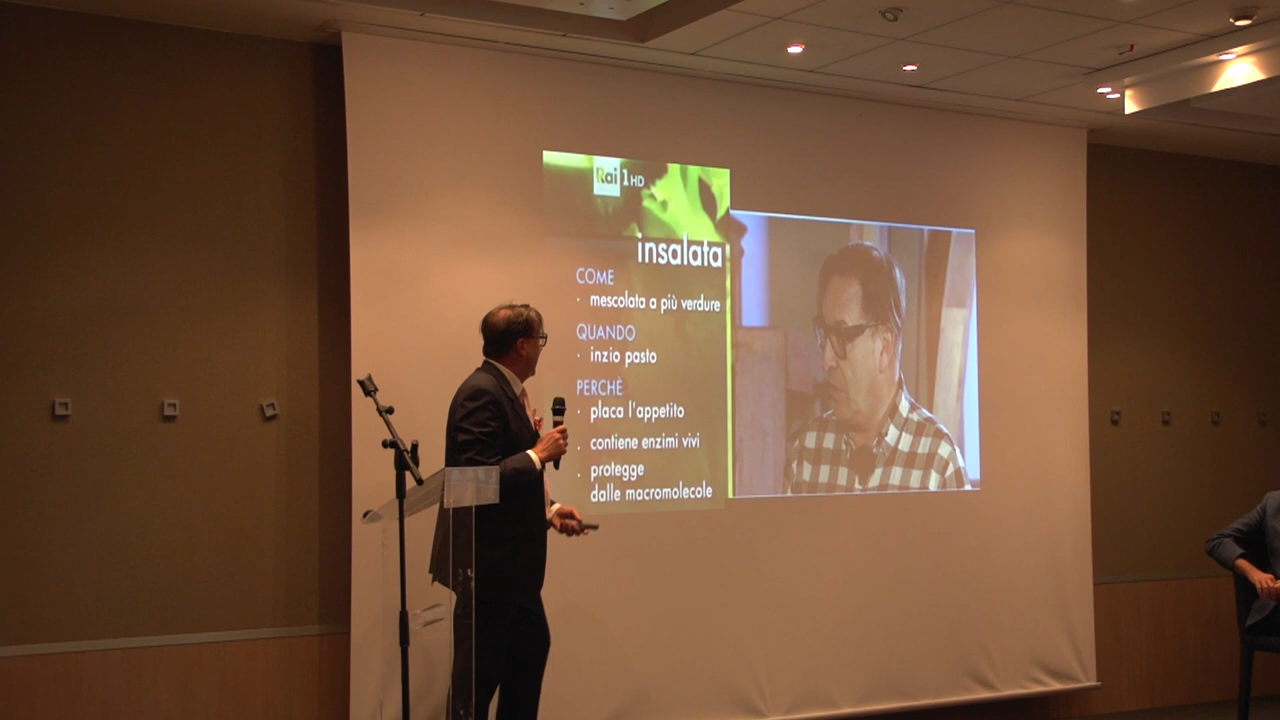 Rai 1 HD
insalata
COME
· mescolata a più verdure
QUANDO
· inzio pasto
PERCHÈ
· placa l'appetito
· contiene enzimi vivi
· protegge
dalle macromolecole